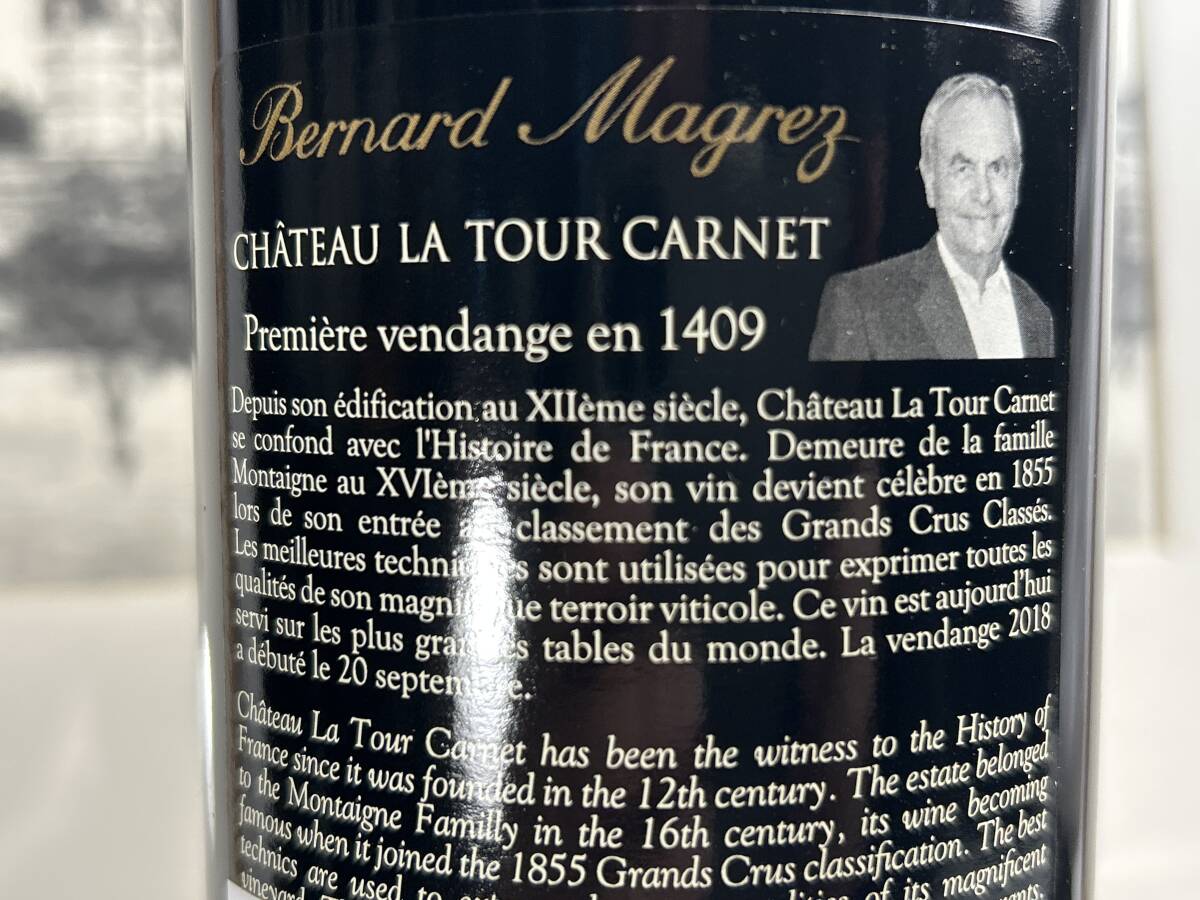 Bernard Magrez
CHÂTEAU LA TOUR CARNET
Première vendange en 1409
Depuis son édification au XIIème siècle, Château La Tour Carnet
se confond avec l'Histoire de France. Demeure de la famille
Montaigne au XVIème siècle, son vin devient célèbre en 1855
lors de son entrée classement des Grands Crus Classés.
Les meilleures techniques sont utilisées pour exprimer toutes les
qualités de son magnifique terroir viticole. Ce vin est aujourd'hui
servi sur les plus grandes tables du monde. La vendange 2018
a débuté le 20 septembre.
Château La Tour Carnet has been the witness to the History of
France since it was founded in the 12th century. The estate belonged
to the Montaigne Familly in the 16th century, its wine becoming
famous when it joined the 1855 Grands Crus classification. The best
technics are used to of its magnificent